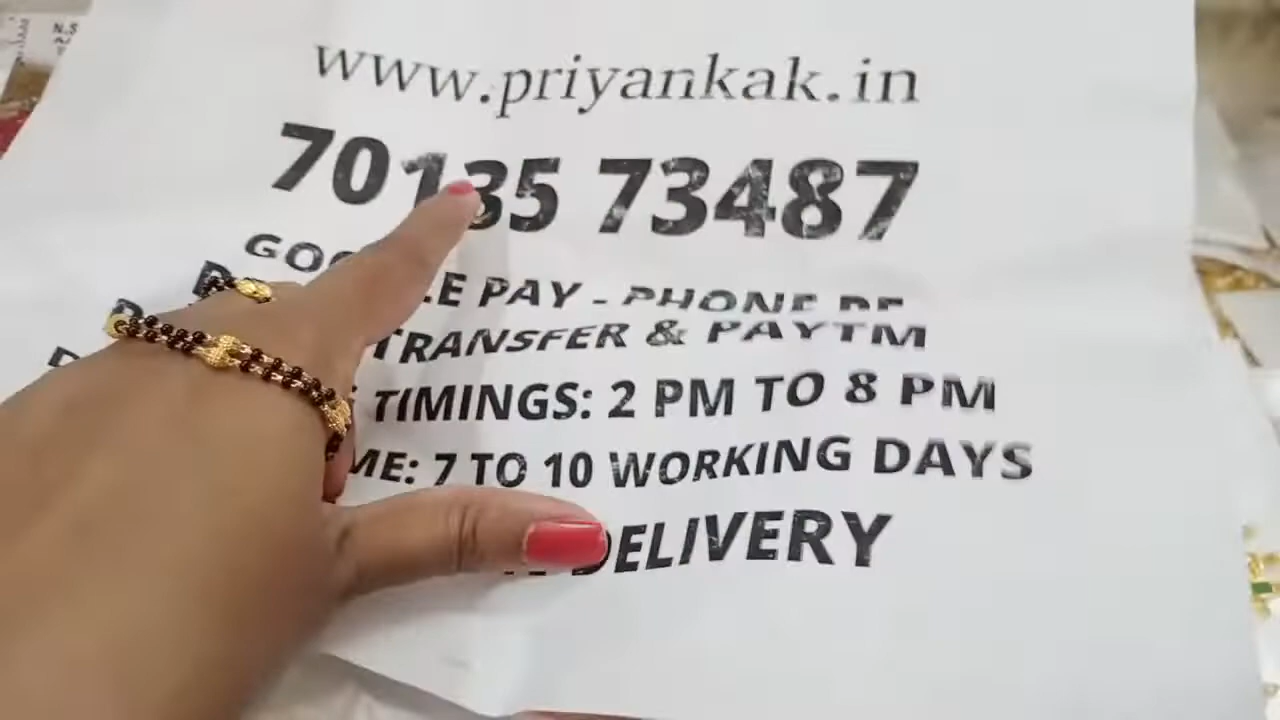 www.priyankak.in
70135 73487
PAY - PHONE PE
TRANSFER & PAYTM
TIMINGS: 2 PM TO 8 PM
7 TO 10 WORKING DAYS
DELIVERY